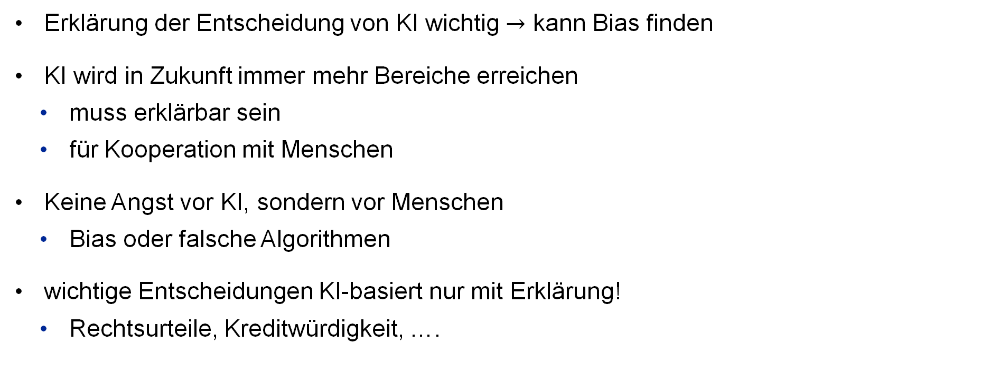 • Erklärung der Entscheidung von KI wichtig → kann Bias finden
• KI wird in Zukunft immer mehr Bereiche erreichen
• muss erklärbar sein
• für Kooperation mit Menschen
• Keine Angst vor KI, sondern vor Menschen
• Bias oder falsche Algorithmen
• wichtige Entscheidungen KI-basiert nur mit Erklärung!
• Rechtsurteile, Kreditwürdigkeit, ….